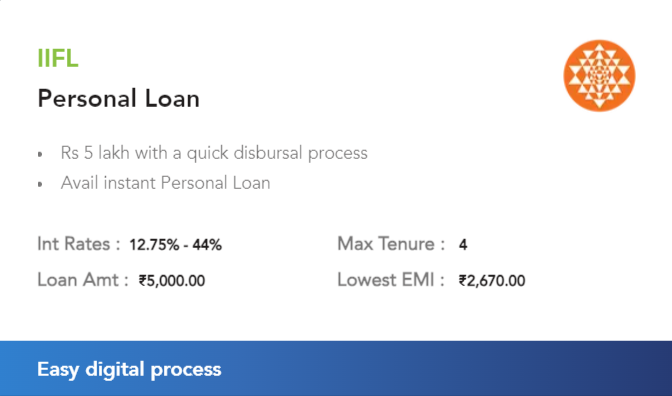 IIFL
Personal Loan
• Rs 5 lakh with a quick disbursal process
• Avail instant Personal Loan
Int Rates : 12.75% - 44% Max Tenure : 4
Loan Amt : ₹5,000.00 Lowest EMI : ₹2,670.00
Easy digital process